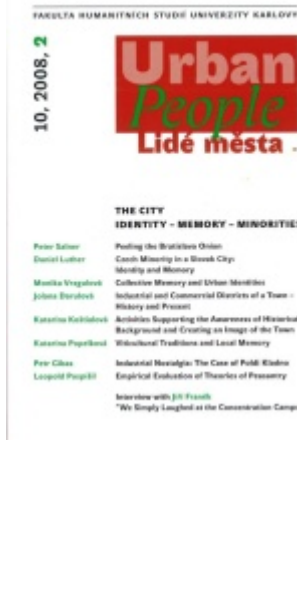 FAKULTA HUMANITNÍCH STUDIÍ UNIVERZITY KARLOVY
10, 2008, 2
Urban
People
Lidé města
THE CITY
IDENTITY – MEMORY – MINORITIES
Peter Salner Peeling the Bratislava Onion
Daniel Luther Czech Minority in a Slovak City:
Identity and Memory
Monika Vrzgulová Collective Memory and Urban Identities
Jolana Darulová Industrial and Commercial Districts of a Town –
History and Present
Katarína Koštialová Activities Supporting the Awareness of Historical
Background and Creating an Image of the Town
Katarína Popelková Viticultural Traditions and Local Memory
Petr Gibas Industrial Nostalgia: The Case of Poldi Kladno
Leopold Pospíšil Empirical Evaluation of Theories of Peasantry
Interview with Jiří
"We Simply Laughed at the Concentration Camp